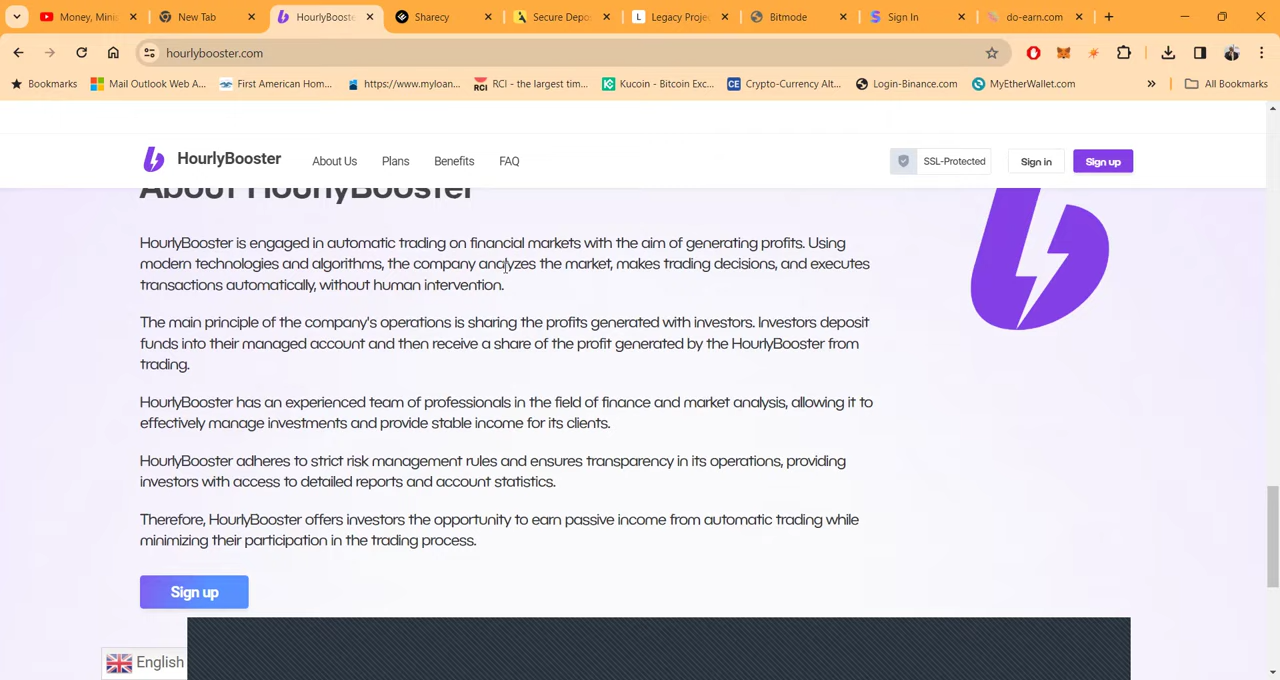 Money, Mini
New Tab
HourlyBooste
Sharecy
Secure Depo
Legacy Proje
Bitmode
Sign In
do-earn.com
hourlybooster.com
Bookmarks
Mail Outlook Web A...
First American Hom...
https://www.myloan...
RCI - the largest tim...
Kucoin - Bitcoin Exc...
Crypto-Currency Alt...
Login-Binance.com
MyEtherWallet.com
All Bookmarks
HourlyBooster
About Us
Plans
Benefits
FAQ
SSL-Protected
Sign in
Sign up
About HourlyBooster
HourlyBooster is engaged in automatic trading on financial markets with the aim of generating profits. Using
modern technologies and algorithms, the company analyzes the market, makes trading decisions, and executes
transactions automatically, without human intervention.
The main principle of the company's operations is sharing the profits generated with investors. Investors deposit
funds into their managed account and then receive a share of the profit generated by the HourlyBooster from
trading.
HourlyBooster has an experienced team of professionals in the field of finance and market analysis, allowing it to
effectively manage investments and provide stable income for its clients.
HourlyBooster adheres to strict risk management rules and ensures transparency in its operations, providing
investors with access to detailed reports and account statistics.
Therefore, HourlyBooster offers investors the opportunity to earn passive income from automatic trading while
minimizing their participation in the trading process.
Sign up
English